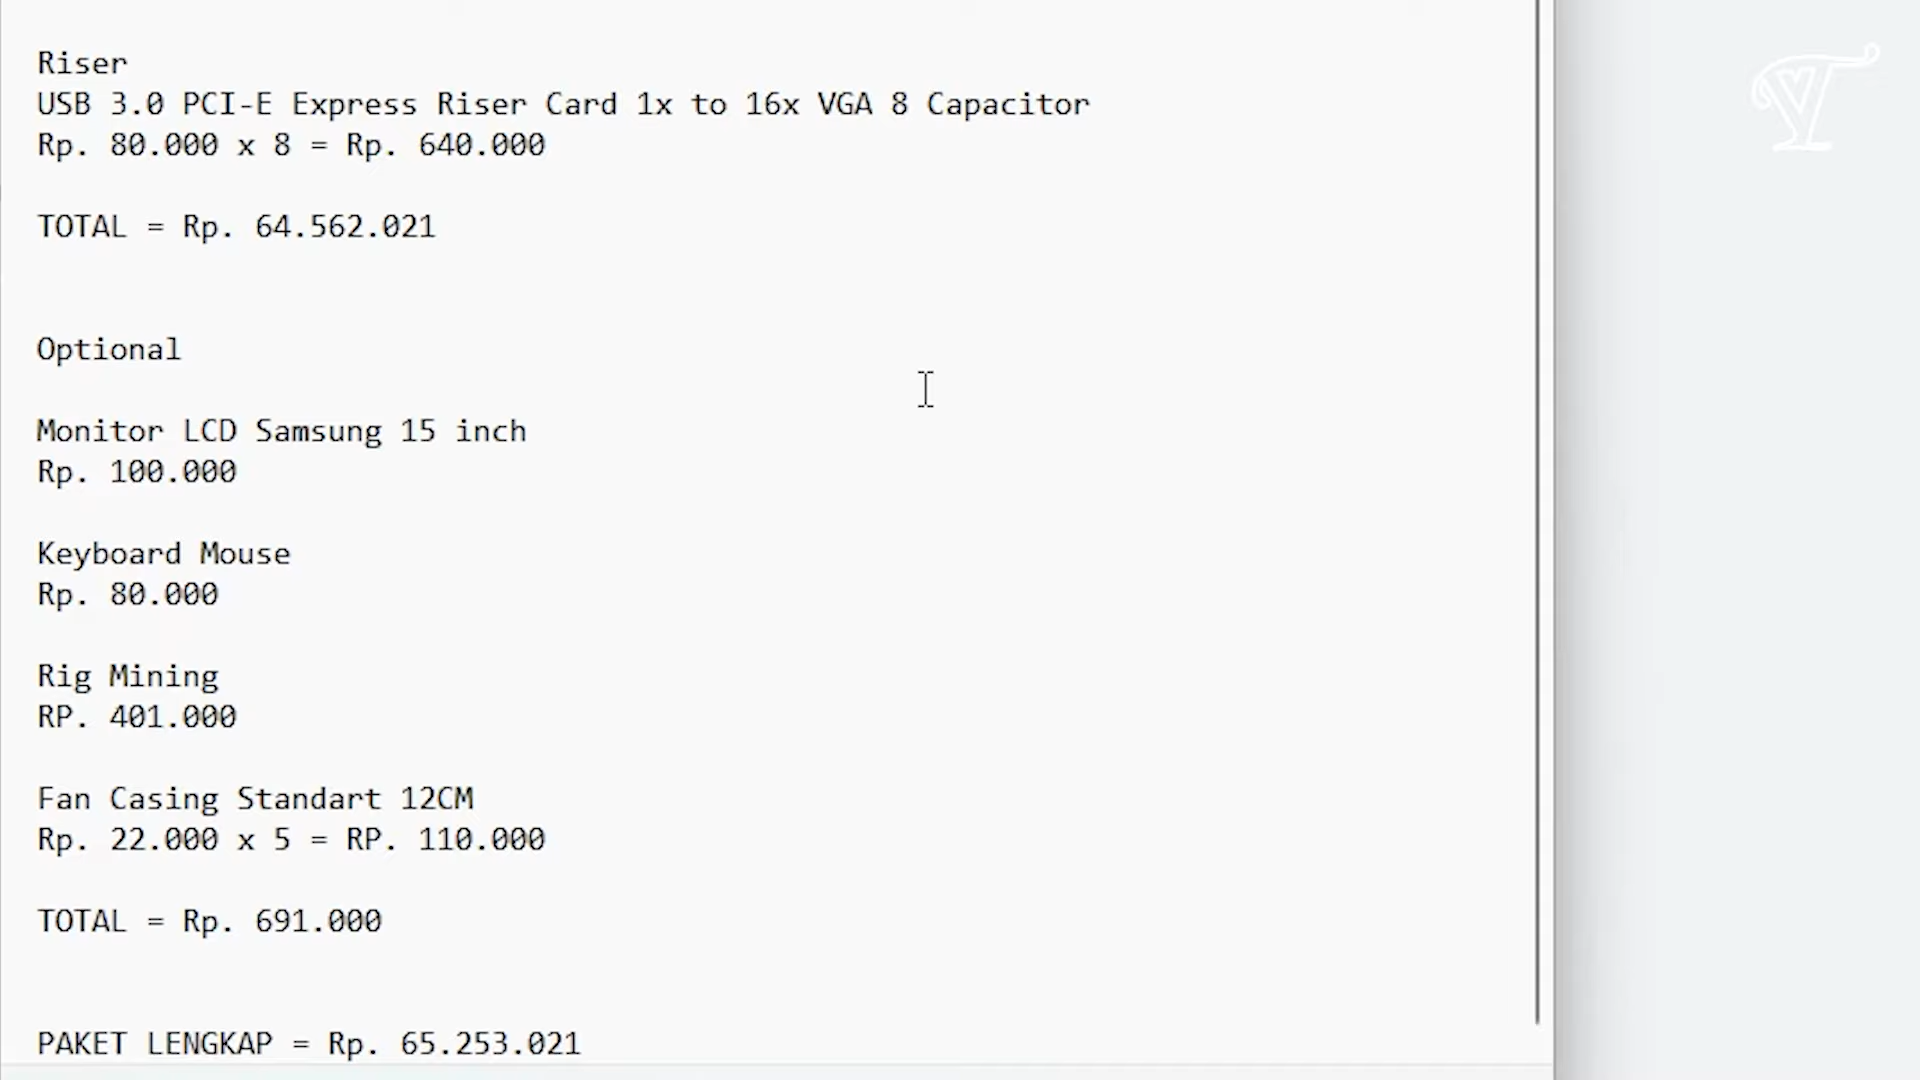 Riser
USB 3.0 PCI-E Express Riser Card 1x to 16x VGA 8 Capacitor
Rp. 80.000 x 8 = Rp. 640.000
TOTAL = Rp. 64.562.021
Optional
Monitor LCD Samsung 15 inch
Rp. 100.000
Keyboard Mouse
Rp. 80.000
Rig Mining
RP. 401.000
Fan Casing Standart 12CM
Rp. 22.000 x 5 = RP. 110.000
TOTAL = Rp. 691.000
PAKET LENGKAP = Rp. 65.253.021